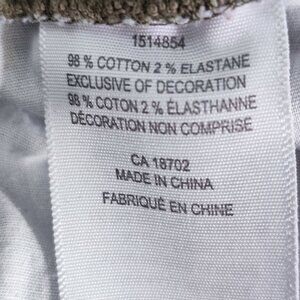 1514854
98 % COTTON 2 % ELASTANE
EXCLUSIVE OF DECORATION
98 % COTON 2 % ÉLASTHANNE
DÉCORATION NON COMPRISE
CA 18702
MADE IN CHINA
FABRIQUÉ EN CHINE